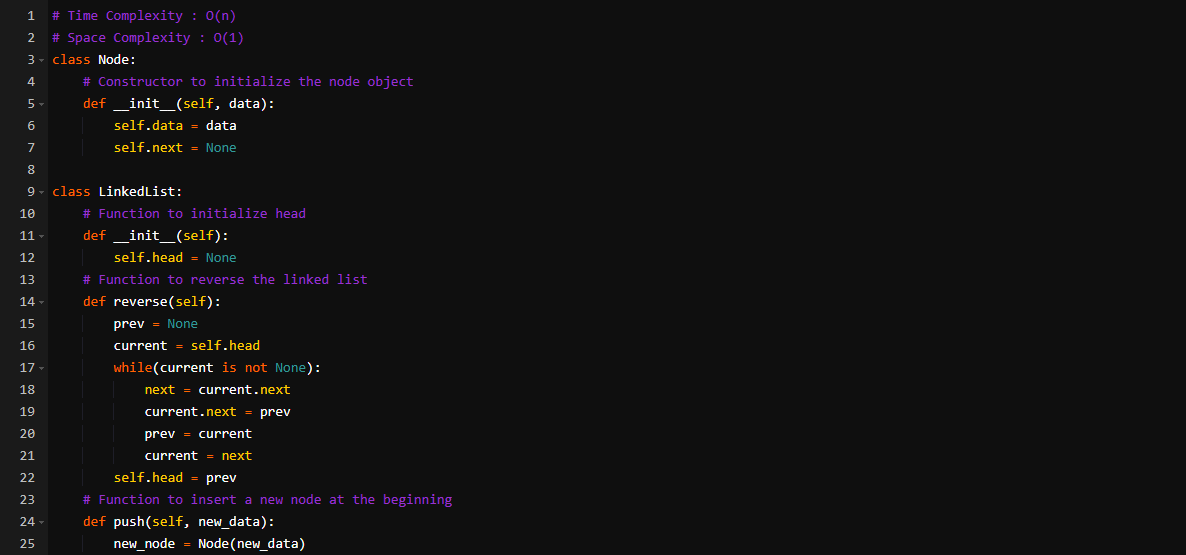 1 # Time Complexity : O(n)
2 # Space Complexity : O(1)
3 class Node:
4     # Constructor to initialize the node object
5     def __init__(self, data):
6         self.data = data
7         self.next = None
8
9 class LinkedList:
10     # Function to initialize head
11     def __init__(self):
12         self.head = None
13     # Function to reverse the linked list
14     def reverse(self):
15         prev = None
16         current = self.head
17         while(current is not None):
18             next = current.next
19             current.next = prev
20             prev = current
21             current = next
22         self.head = prev
23     # Function to insert a new node at the beginning
24     def push(self, new_data):
25         new_node = Node(new_data)